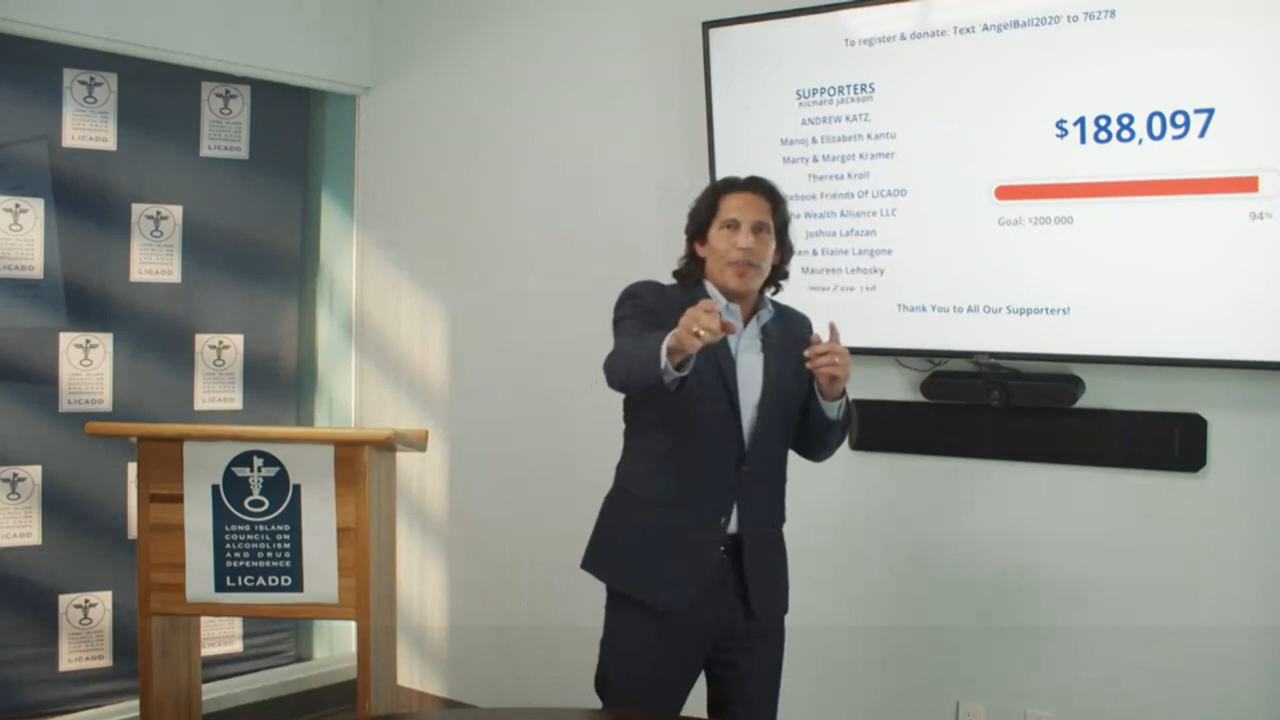 To register & donate: Text 'AngelBall2020' to 76278
SUPPORTERS
Richard Jackson
ANDREW KATZ,
Manoj & Elizabeth Kantu
Marty & Margot Kramer
Theresa Kroll
Friends Of LICADD
The Wealth Alliance LLC
Joshua Lafazan
& Elaine Langone
Maureen Lehosky
$188,097
Goal: $200,000
94%
Thank You to All Our Supporters!
LONG ISLAND
COUNCIL ON
ALCOHOLISM
AND DRUG
DEPENDENCE
LICADD
LICADD
LICADD
LICADD
LICADD
LICADD
LICADD
LICADD